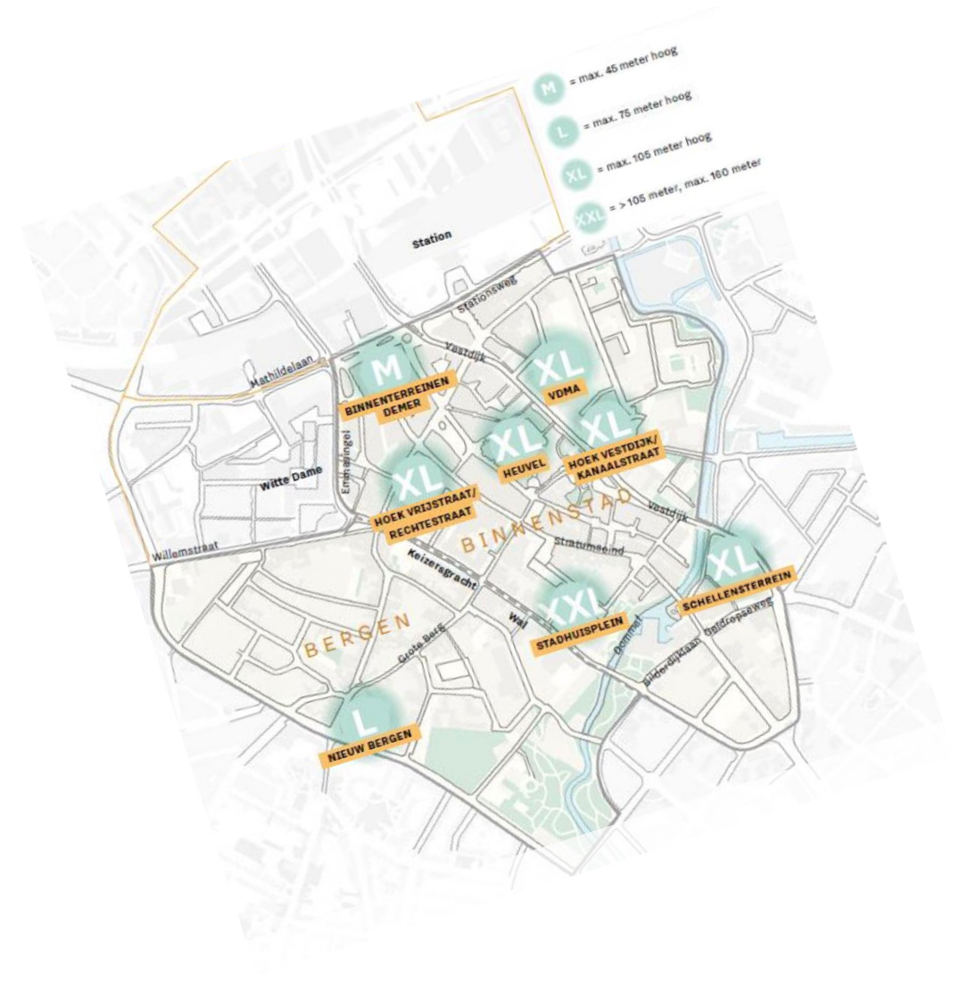 M = max. 45 meter hoog
L = max. 75 meter hoog
XL = max. 105 meter hoog
XXL = >105 meter, max. 160 meter
Station
Stationsweg
Vestdijk
Mathildelaan
M
BINNENTERREINEN
DEMER
XL
VDMA
XL
HEUVEL
XL
HOEK VESTDIJK/
KANAALSTRAAT
Emmasingel
Witte Dame
XL
HOEK VRIJSTRAAT/
RECHTESTRAAT
BINNENSTAD
Vestdijk
Stratumseind
Willemstraat
Keizersgracht
XL
SCHELLENSTERREIN
Wal
XXL
STADHUISPLEIN
Dommel
Geldropseweg
Bilderdijklaan
BERGEN
Grote Berg
L
NIEUW BERGEN